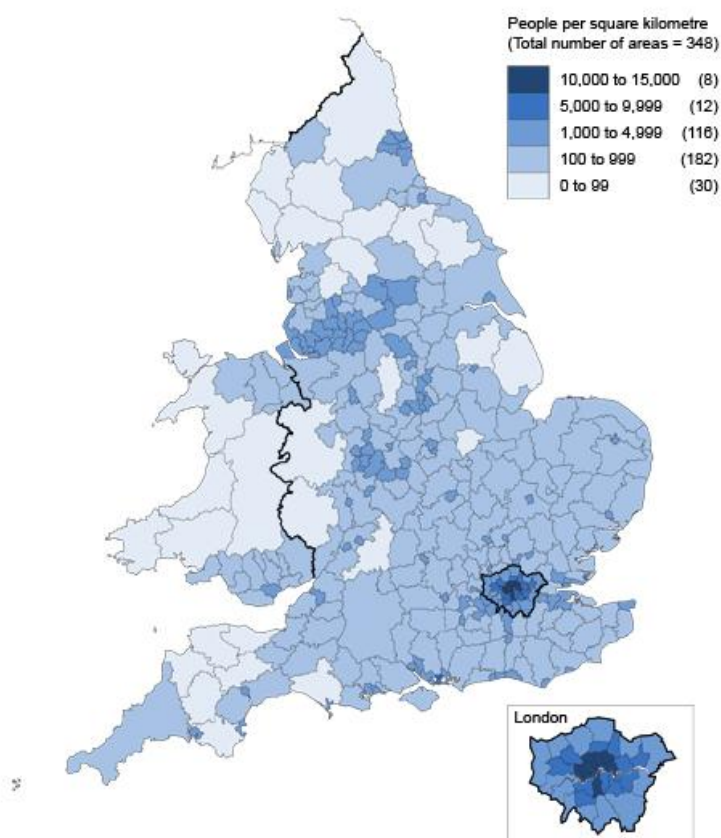 People per square kilometre
(Total number of areas = 348)
10,000 to 15,000 (8)
5,000 to 9,999 (12)
1,000 to 4,999 (116)
100 to 999 (182)
0 to 99 (30)
London